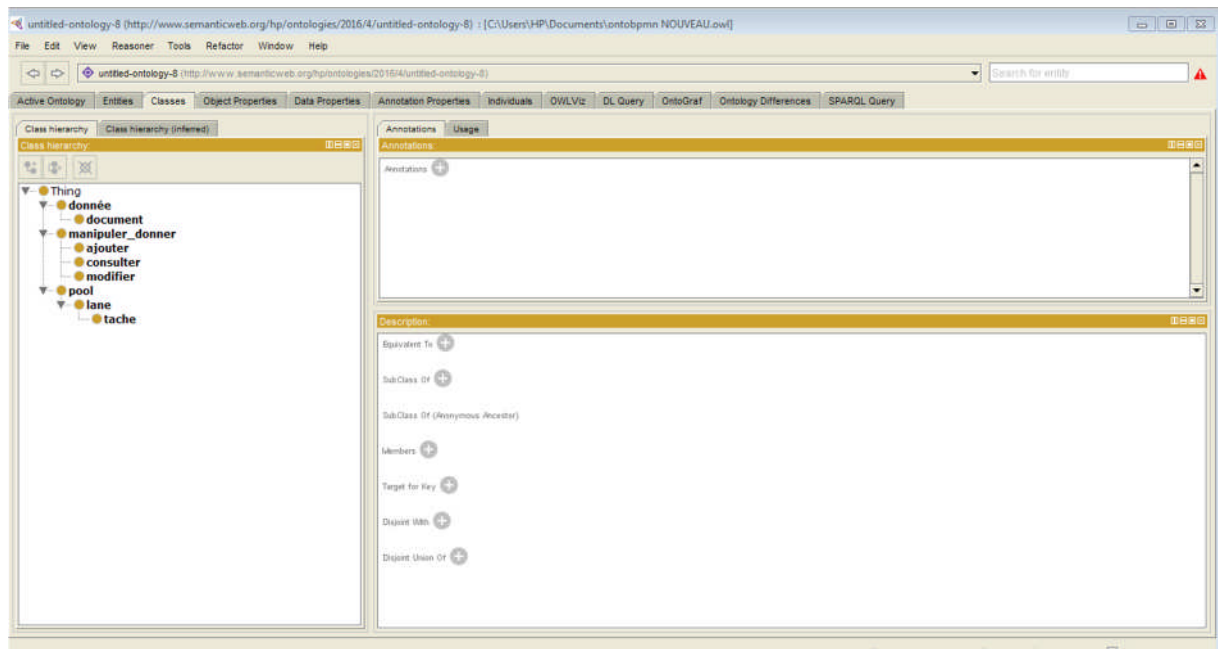 untitled-ontology-8 (http://www.semanticweb.org/hp/ontologies/2016/4/untitled-ontology-8) : [C:\Users\HP\Documents\ontobpmn NOUVEAU.owl]
File Edit View Reasoner Tools Refactor Window Help
untitled-ontology-8 (http://www.semanticweb.org/hp/ontologies/2016/4/untitled-ontology-8)
Search for entity
Active Ontology Entities Classes Object Properties Data Properties Annotation Properties Individuals OWLViz DL Query OntoGraf Ontology Differences SPARQL Query
Class hierarchy Class hierarchy (inferred)
Class hierarchy:
Thing
donnée
document
manipuler_donner
ajouter
consulter
modifier
pool
lane
tache
Annotations Usage
Annotations:
Annotations
Description:
Equivalent To
SubClass Of
SubClass Of (Anonymous Ancestor)
Members
Target for Key
Disjoint With
Disjoint Union Of